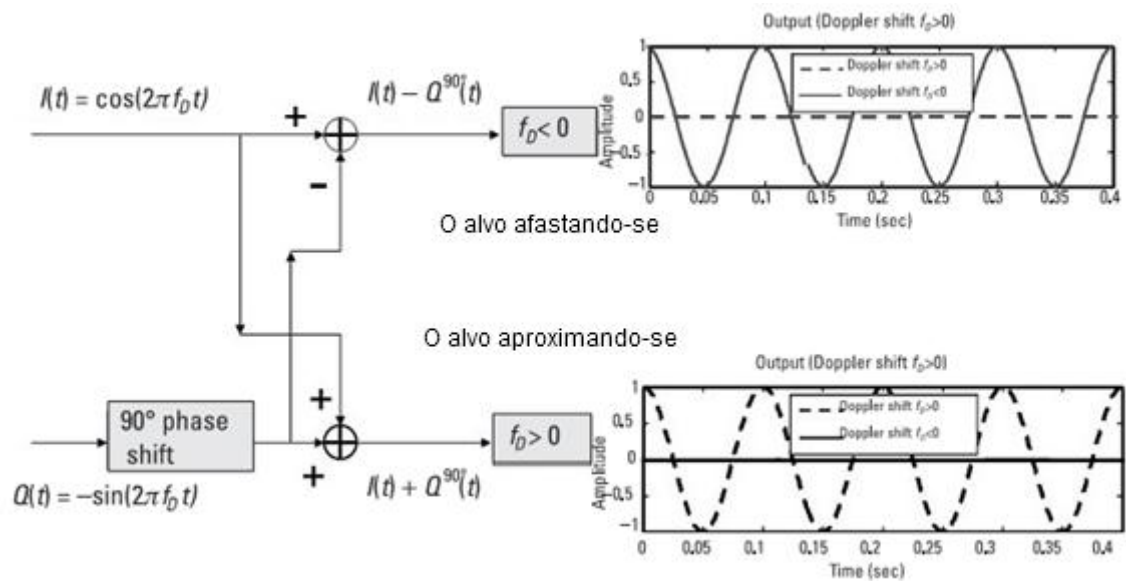 Output (Doppler shift f_D>0)
I(t) = cos(2π f_D t)
+
I(t) – Q^90°(t)
f_D < 0
-
Amplitude
1
0.5
0
–0.5
–1
Doppler shift f_D>0
Doppler shift f_D<0
0 0.05 0.1 0.15 0.2 0.25 0.3 0.35 0.4
Time (sec)
O alvo afastando-se
O alvo aproximando-se
Output (Doppler shift f_D>0)
90° phase
shift
Q(t) = –sin(2π f_D t)
+
+
I(t) + Q^90°(t)
f_D > 0
Amplitude
1
0.5
0
–0.5
–1
Doppler shift f_D>0
Doppler shift f_D<0
0 0.05 0.1 0.15 0.2 0.25 0.3 0.35 0.4
Time (sec)